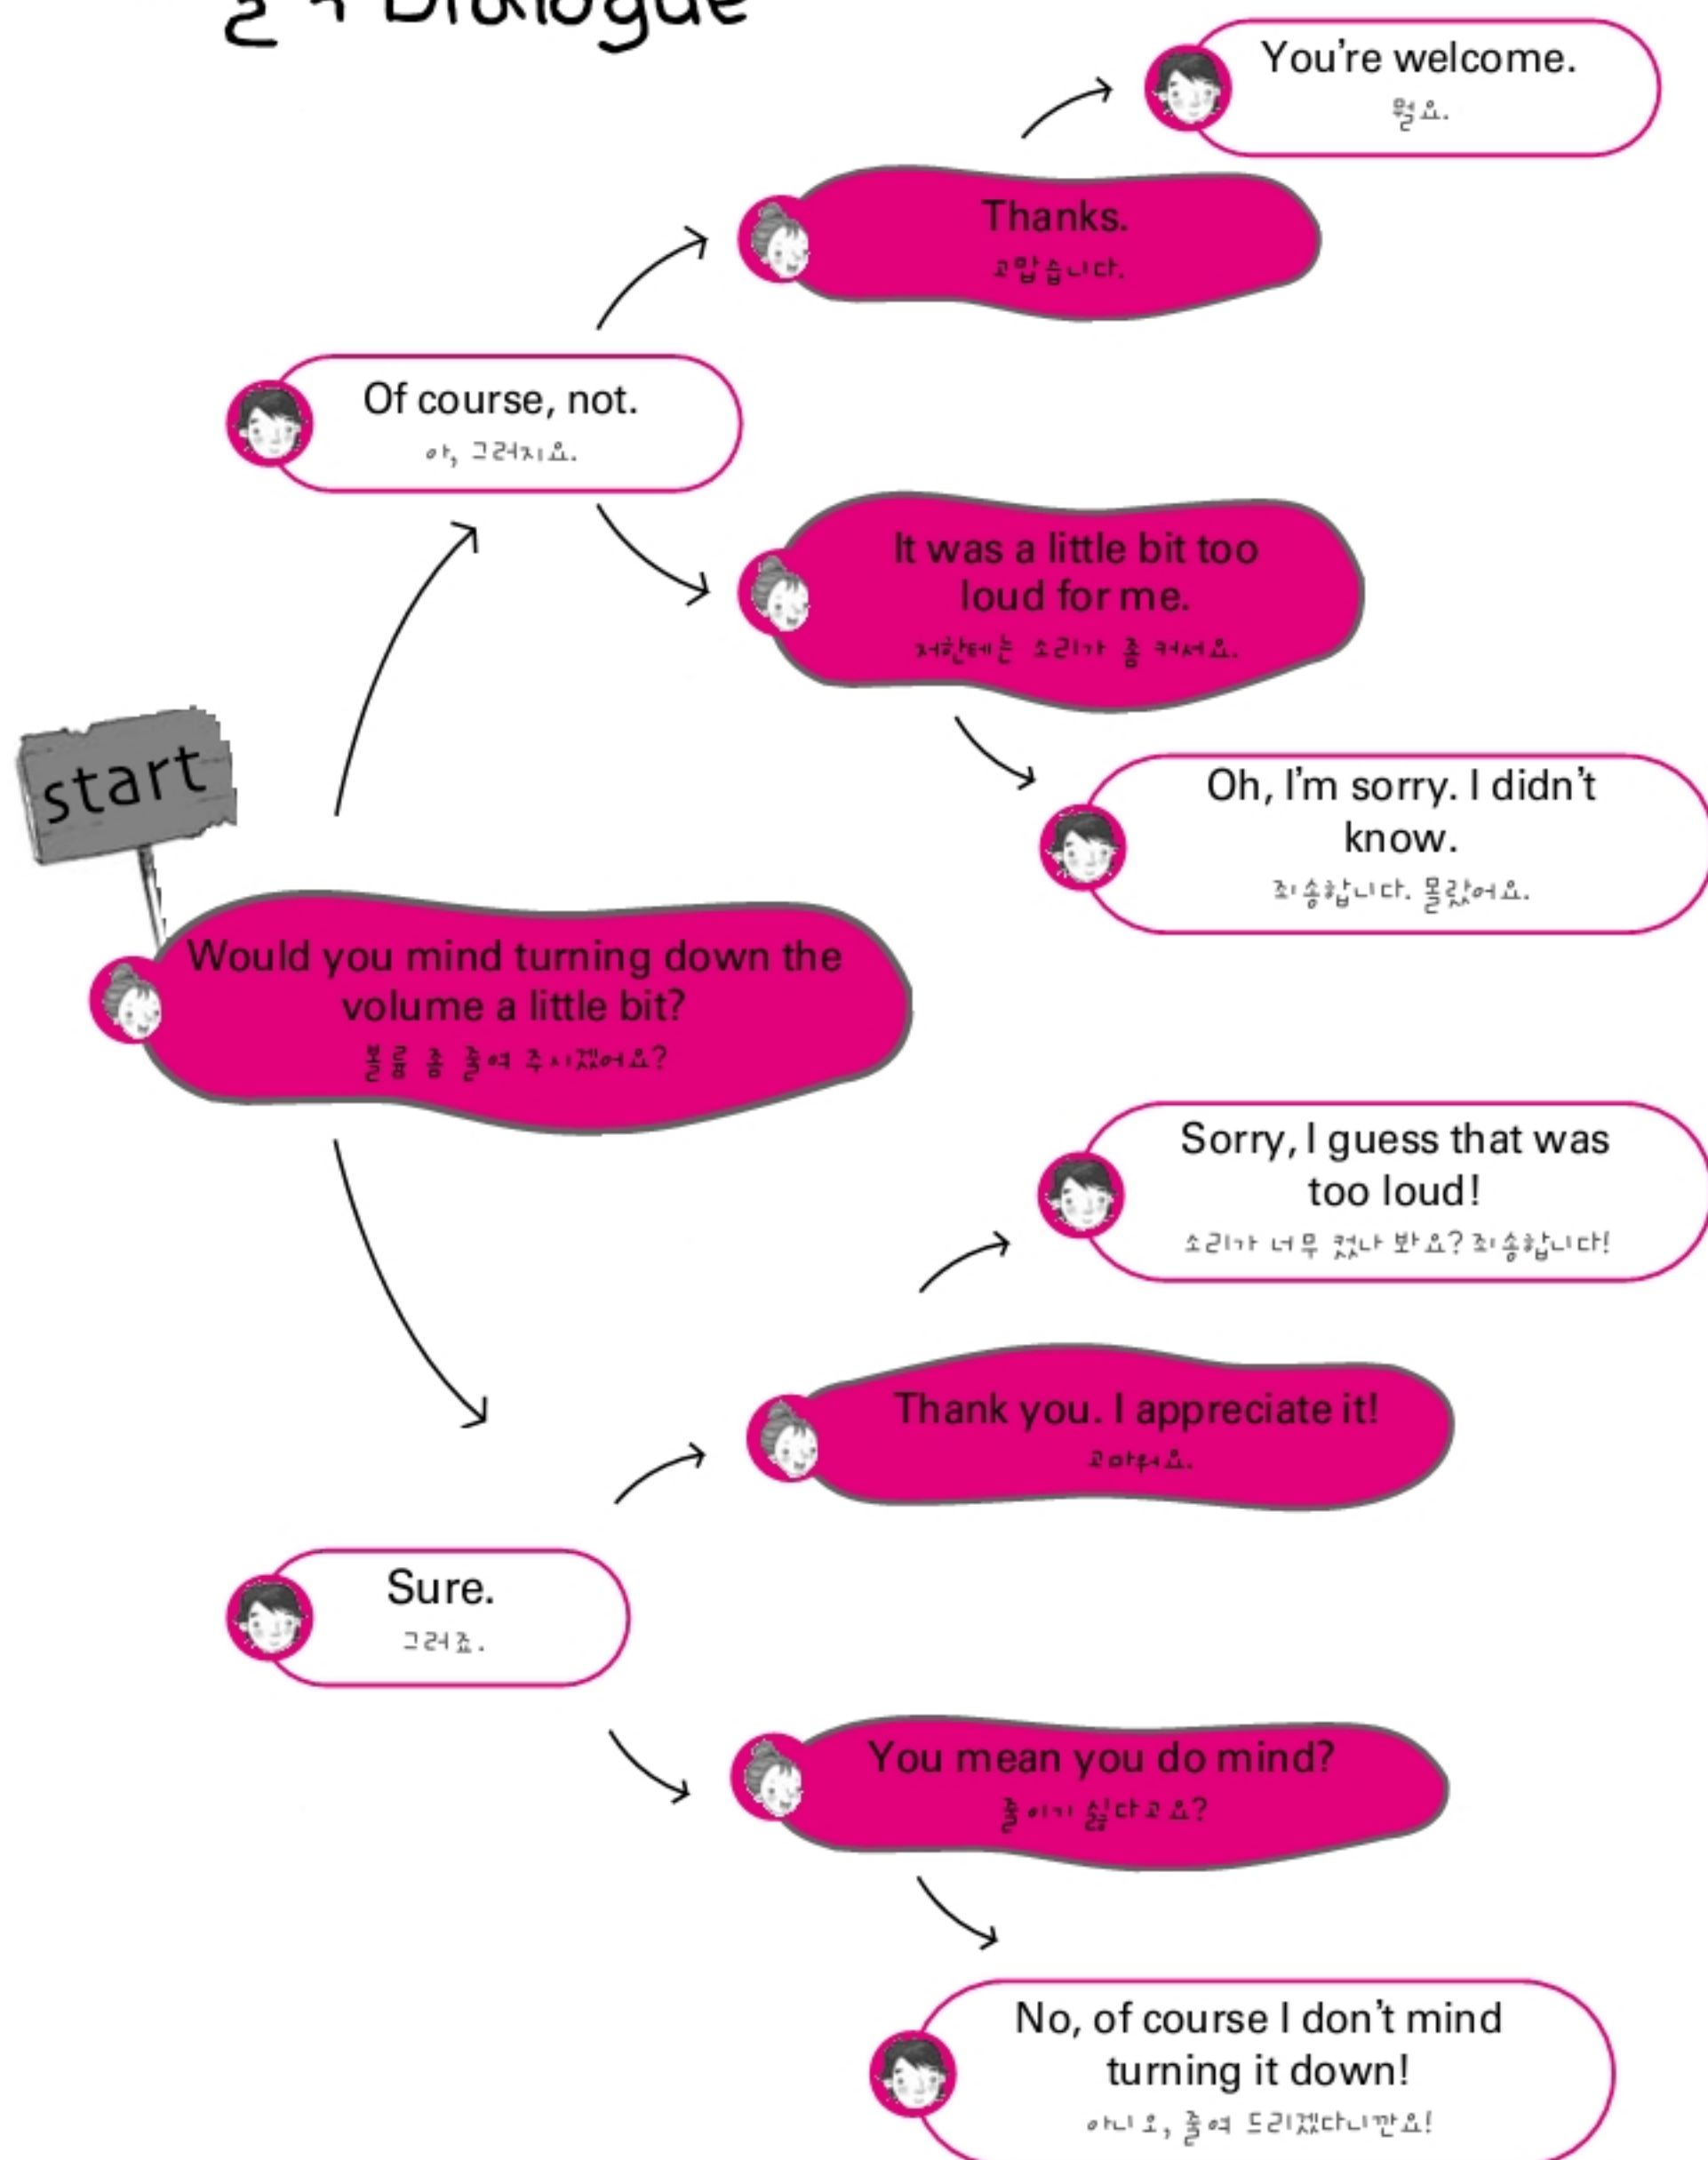 Dialogue
You're welcome.
뭘요.
Thanks.
고맙습니다.
Of course, not.
아, 그러지요.
It was a little bit too
loud for me.
저한테는 소리가 좀 커서요.
Oh, I'm sorry. I didn't
know.
죄송합니다. 몰랐어요.
start
Would you mind turning down the
volume a little bit?
볼륨 좀 줄여 주시겠어요?
Sorry, I guess that was
too loud!
소리가 너무 컸나 봐요? 죄송합니다!
Thank you. I appreciate it!
고마워요.
Sure.
그러죠.
You mean you do mind?
줄이기 싫다고요?
No, of course I don't mind
turning it down!
아니오, 줄여 드리겠다니깐요!